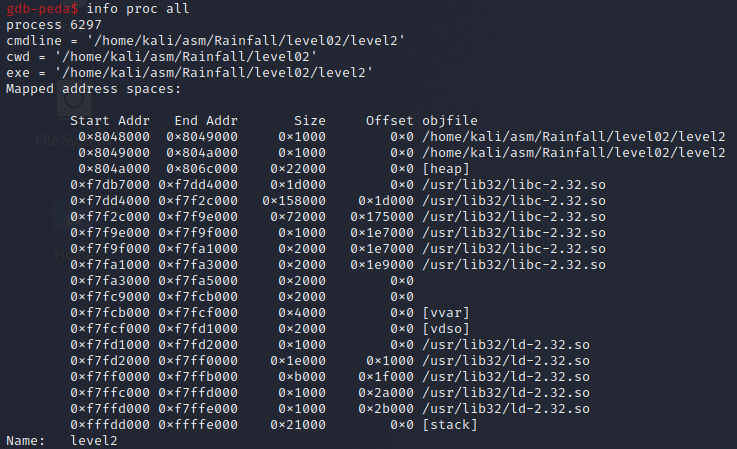 gdb-peda$ info proc all
process 6297
cmdline = '/home/kali/asm/Rainfall/level02/level2'
cwd = '/home/kali/asm/Rainfall/level02'
exe = '/home/kali/asm/Rainfall/level02/level2'
Mapped address spaces:
Start Addr End Addr Size Offset objfile
0×8048000 0×8049000 0×1000 0×0 /home/kali/asm/Rainfall/level02/level2
0×8049000 0×804a000 0×1000 0×0 /home/kali/asm/Rainfall/level02/level2
0×804a000 0×806c000 0×22000 0×0 [heap]
0×f7db7000 0×f7dd4000 0×1d000 0×0 /usr/lib32/libc-2.32.so
0×f7dd4000 0×f7f2c000 0×158000 0×1d000 /usr/lib32/libc-2.32.so
0×f7f2c000 0×f7f9e000 0×72000 0×175000 /usr/lib32/libc-2.32.so
0×f7f9e000 0×f7f9f000 0×1000 0×1e7000 /usr/lib32/libc-2.32.so
0×f7f9f000 0×f7fa1000 0×2000 0×1e7000 /usr/lib32/libc-2.32.so
0×f7fa1000 0×f7fa3000 0×2000 0×1e9000 /usr/lib32/libc-2.32.so
0×f7fa3000 0×f7fa5000 0×2000 0×0
0×f7fc9000 0×f7fcb000 0×2000 0×0
0×f7fcb000 0×f7fcf000 0×4000 0×0 [vvar]
0×f7fcf000 0×f7fd1000 0×2000 0×0 [vdso]
0×f7fd1000 0×f7fd2000 0×1000 0×0 /usr/lib32/ld-2.32.so
0×f7fd2000 0×f7ff0000 0×1e000 0×1000 /usr/lib32/ld-2.32.so
0×f7ff0000 0×f7ffb000 0×b000 0×1f000 /usr/lib32/ld-2.32.so
0×f7ffc000 0×f7ffd000 0×1000 0×2a000 /usr/lib32/ld-2.32.so
0×f7ffd000 0×f7ffe000 0×1000 0×2b000 /usr/lib32/ld-2.32.so
0×fffdd000 0×ffffe000 0×21000 0×0 [stack]
Name: level2